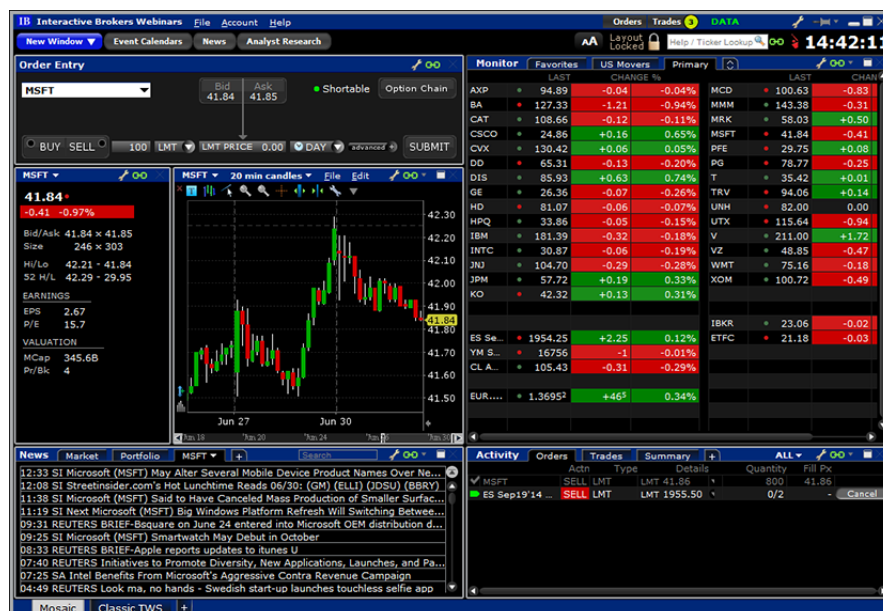 IB Interactive Brokers Webinars File Account Help Orders Trades 3 DATA
New Window Event Calendars News Analyst Research AA Layout Locked Help / Ticker Lookup 14:42:11
Order Entry
MSFT Bid 41.84 Ask 41.85 Shortable Option Chain
BUY SELL 100 LMT LMT PRICE 0.00 DAY advanced SUBMIT
MSFT
41.84
-0.41 -0.97%
Bid/Ask 41.84 x 41.85
Size 246 x 303
Hi/Lo 42.21 - 41.84
52 H/L 42.29 - 29.95
EARNINGS
EPS 2.67
P/E 15.7
VALUATION
MCap 345.6B
Pr/Bk 4
MSFT 20 min candles File Edit
42.30
42.20
42.10
42.00
41.90
41.84
41.80
41.70
41.60
41.50
Jun 27 Jun 30
Jun 18 Jun 20 Jun 24 Jun 30
Monitor Favorites US Movers Primary
LAST CHANGE % LAST CHAN
AXP 94.89 -0.04 -0.04% MCD 100.63 -0.83
BA 127.33 -1.21 -0.94% MMM 143.38 -0.31
CAT 108.66 -0.12 -0.11% MRK 58.03 +0.50
CSCO 24.86 +0.16 0.65% MSFT 41.84 -0.41
CVX 130.42 +0.06 0.05% PFE 29.75 +0.08
DD 65.31 -0.13 -0.20% PG 78.77 -0.25
DIS 85.93 +0.63 0.74% T 35.42 +0.01
GE 26.36 -0.07 -0.26% TRV 94.06 +0.14
HD 81.07 -0.06 -0.07% UNH 82.00 0.00
HPQ 33.86 -0.05 -0.15% UTX 115.64 -0.94
IBM 181.39 -0.32 -0.18% V 211.00 +1.72
INTC 30.87 -0.06 -0.19% VZ 48.85 -0.47
JNJ 104.70 -0.29 -0.28% WMT 75.16 -0.18
JPM 57.72 +0.19 0.33% XOM 100.72 -0.49
KO 42.32 +0.13 0.31%
IBKR 23.06 -0.02
ES Se... 1954.25 +2.25 0.12% ETFC 21.18 -0.03
YM S... 16756 -1 -0.01%
CL A... 105.43 -0.31 -0.29%
EUR.... 1.3695² +46⁵ 0.34%
News Market Portfolio MSFT + Search
12:33 SI Microsoft (MSFT) May Alter Several Mobile Device Product Names Over Ne...
12:08 SI Streetinsider.com's Hot Lunchtime Reads 06/30: (GM) (ELLI) (JDSU) (BBRY)
11:38 SI Microsoft (MSFT) Said to Have Canceled Mass Production of Smaller Surfac...
11:19 SI Next Microsoft (MSFT) Big Windows Platform Refresh Will Switching Betwee...
09:31 REUTERS BRIEF-Bsquare on June 24 entered into Microsoft OEM distribution d...
09:25 SI Microsoft (MSFT) Smartwatch May Debut in October
08:33 REUTERS BRIEF-Apple reports updates to itunes U
07:40 REUTERS Initiatives to Promote Diversity, New Applications, Launches, and Pa...
07:25 SA Intel Benefits From Microsoft's Aggressive Contra Revenue Campaign
04:49 REUTERS Look ma, no hands - Swedish start-up launches touchless selfie app
Activity Orders Trades Summary + ALL
Actn Type Details Quantity Fill Px
MSFT SELL LMT LMT 41.86 800 41.86
ES Sep19'14 ... SELL LMT LMT 1955.50 0/2 - Cancel
Mosaic Classic TWS +